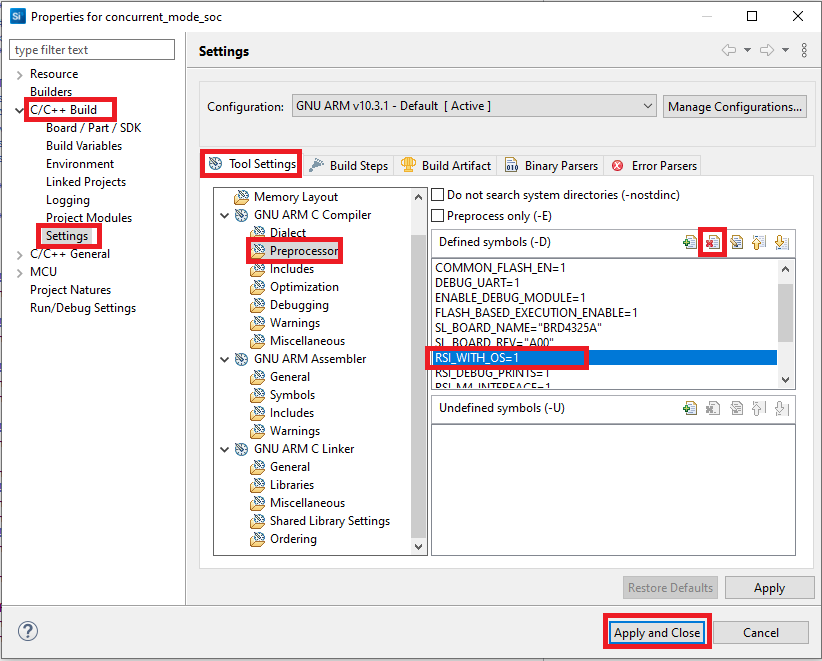 Si Properties for concurrent_mode_soc
type filter text
Resource
Builders
C/C++ Build
Board / Part / SDK
Build Variables
Environment
Linked Projects
Logging
Project Modules
Settings
C/C++ General
MCU
Project Natures
Run/Debug Settings
Settings
Configuration: GNU ARM v10.3.1 - Default [ Active ] Manage Configurations...
Tool Settings Build Steps Build Artifact Binary Parsers Error Parsers
Memory Layout
GNU ARM C Compiler
Dialect
Preprocessor
Includes
Optimization
Debugging
Warnings
Miscellaneous
GNU ARM Assembler
General
Symbols
Includes
Warnings
GNU ARM C Linker
General
Libraries
Miscellaneous
Shared Library Settings
Ordering
Do not search system directories (-nostdinc)
Preprocess only (-E)
Defined symbols (-D)
COMMON_FLASH_EN=1
DEBUG_UART=1
ENABLE_DEBUG_MODULE=1
FLASH_BASED_EXECUTION_ENABLE=1
SL_BOARD_NAME="BRD4325A"
SL_BOARD_REV="A00"
RSI_WITH_OS=1
RSI_DEBUG_PRINTS=1
RSI_M4_INTERFACE=1
Undefined symbols (-U)
Restore Defaults Apply
? Apply and Close Cancel